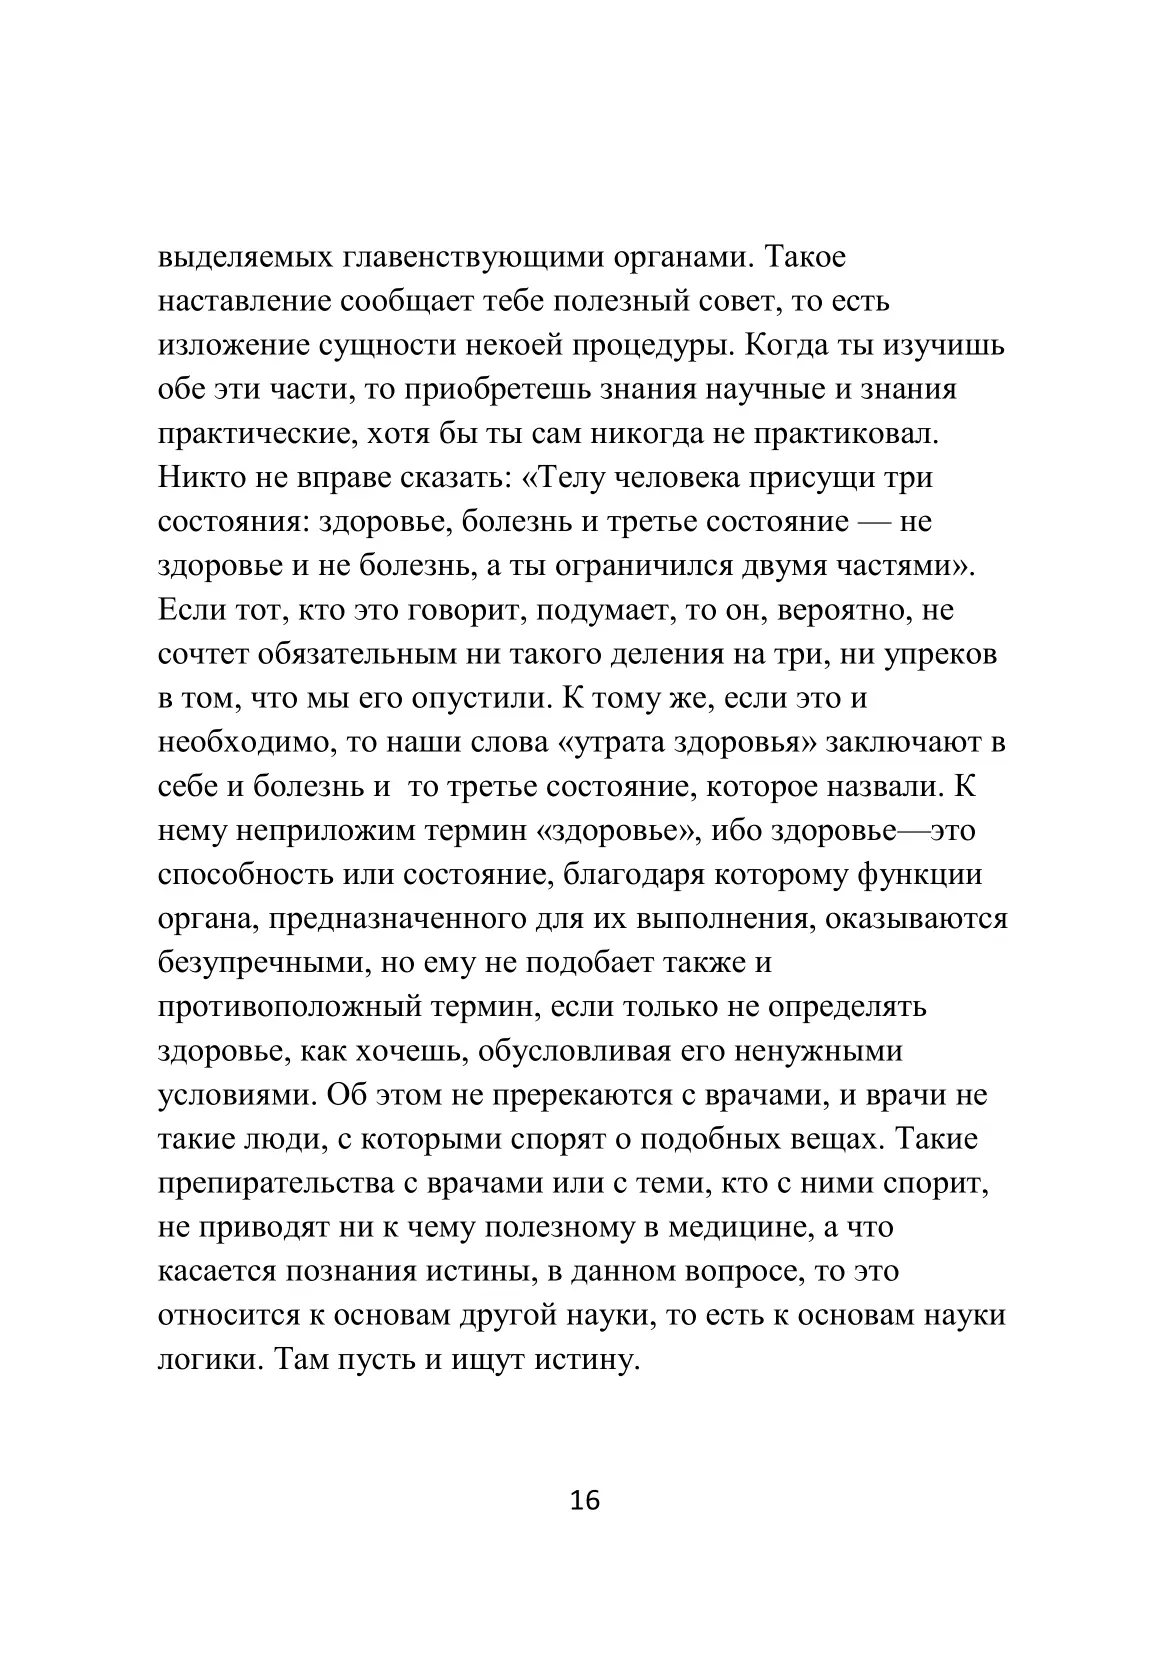 выделяемых главенствующими органами. Такое
наставление сообщает тебе полезный совет, то есть
изложение сущности некоей процедуры. Когда ты изучишь
обе эти части, то приобретешь знания научные и знания
практические, хотя бы ты сам никогда не практиковал.
Никто не вправе сказать: «Телу человека присущи три
состояния: здоровье, болезнь и третье состояние — не
здоровье и не болезнь, а ты ограничился двумя частями».
Если тот, кто это говорит, подумает, то он, вероятно, не
сочтет обязательным ни такого деления на три, ни упреков
в том, что мы его опустили. К тому же, если это и
необходимо, то наши слова «утрата здоровья» заключают в
себе и болезнь и  то третье состояние, которое назвали. К
нему неприложим термин «здоровье», ибо здоровье—это
способность или состояние, благодаря которому функции
органа, предназначенного для их выполнения, оказываются
безупречными, но ему не подобает также и
противоположный термин, если только не определять
здоровье, как хочешь, обусловливая его ненужными
условиями. Об этом не пререкаются с врачами, и врачи не
такие люди, с которыми спорят о подобных вещах. Такие
препирательства с врачами или с теми, кто с ними спорит,
не приводят ни к чему полезному в медицине, а что
касается познания истины, в данном вопросе, то это
относится к основам другой науки, то есть к основам науки
логики. Там пусть и ищут истину.
16